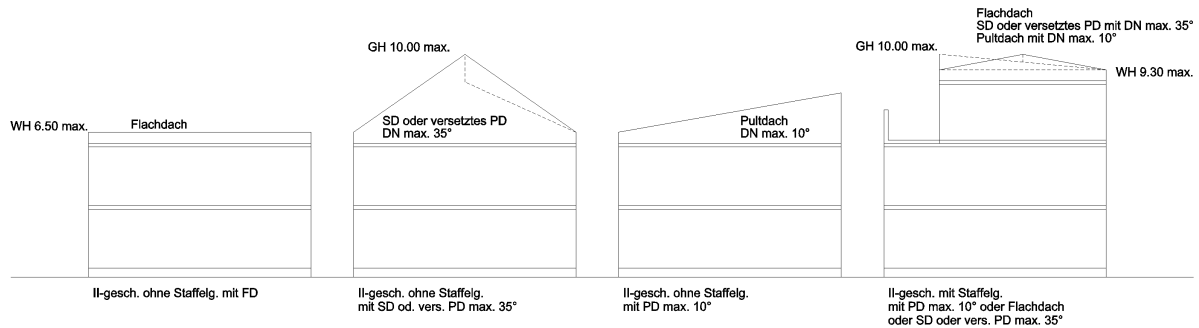 WH 6.50 max.
Flachdach
II-gesch. ohne Staffelg. mit FD
GH 10.00 max.
SD oder versetztes PD
DN max. 35°
II-gesch. ohne Staffelg.
mit SD od. vers. PD max. 35°
Pultdach
DN max. 10°
II-gesch. ohne Staffelg.
mit PD max. 10°
Flachdach
SD oder versetztes PD mit DN max. 35°
Pultdach mit DN max. 10°
GH 10.00 max.
WH 9.30 max.
II-gesch. mit Staffelg.
mit PD max. 10° oder Flachdach
oder SD oder vers. PD max. 35°